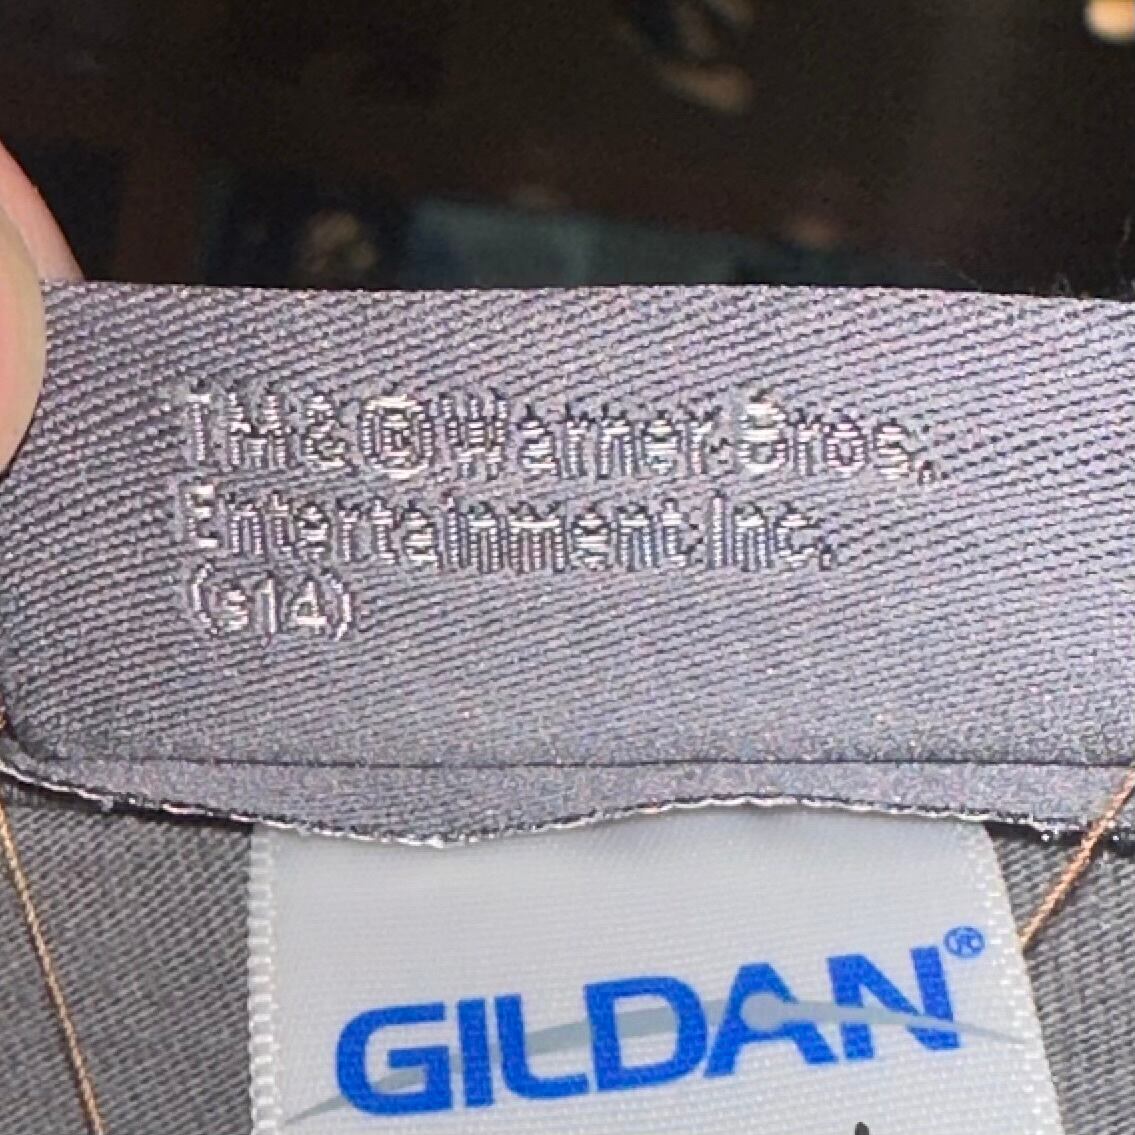 TM & © Warner Bros.
Entertainment Inc.
(s14)
GILDAN®